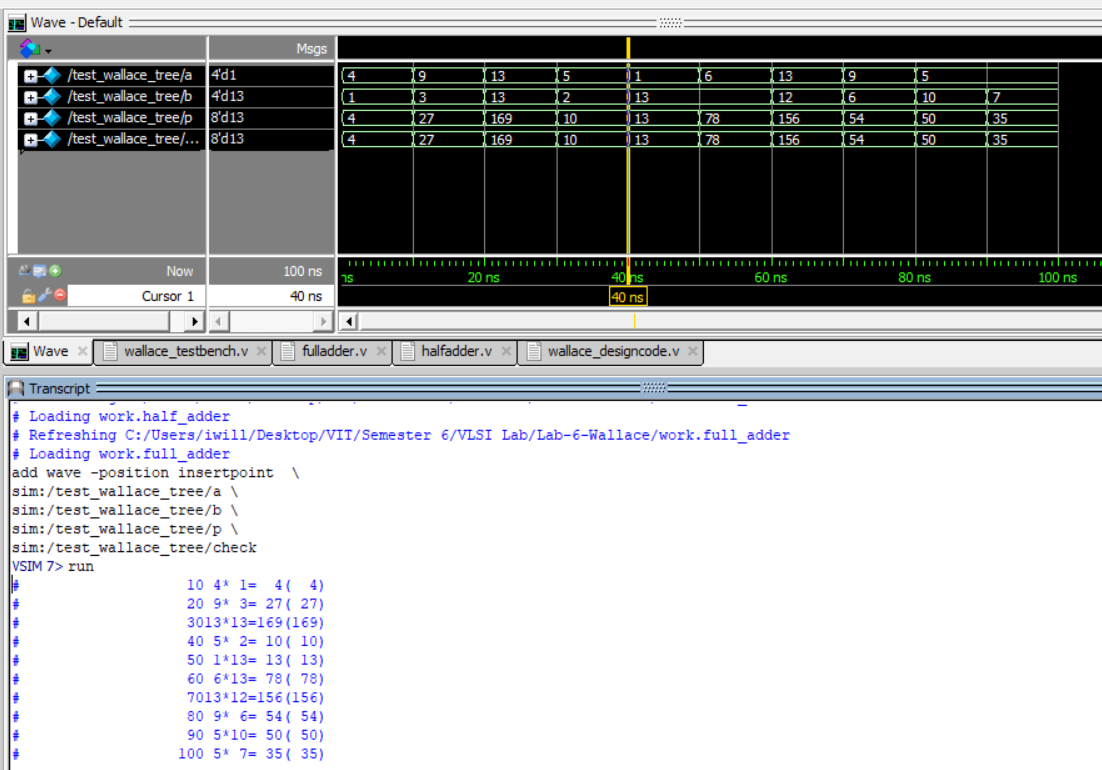 Wave - Default
Msgs
/test_wallace_tree/a 4'd1 4 9 13 5 1 6 13 9 5
/test_wallace_tree/b 4'd13 1 3 13 2 13 12 6 10 7
/test_wallace_tree/p 8'd13 4 27 169 10 13 78 156 54 50 35
/test_wallace_tree/... 8'd13 4 27 169 10 13 78 156 54 50 35
Now 100 ns ns 20 ns 40 ns 60 ns 80 ns 100 ns
Cursor 1 40 ns 40 ns
Wave wallace_testbench.v fulladder.v halfadder.v wallace_designcode.v
Transcript
# Loading work.half_adder
# Refreshing C:/Users/iwill/Desktop/VIT/Semester 6/VLSI Lab/Lab-6-Wallace/work.full_adder
# Loading work.full_adder
add wave -position insertpoint \
sim:/test_wallace_tree/a \
sim:/test_wallace_tree/b \
sim:/test_wallace_tree/p \
sim:/test_wallace_tree/check
VSIM 7> run
# 10 4* 1= 4( 4)
# 20 9* 3= 27( 27)
# 3013*13=169(169)
# 40 5* 2= 10( 10)
# 50 1*13= 13( 13)
# 60 6*13= 78( 78)
# 7013*12=156(156)
# 80 9* 6= 54( 54)
# 90 5*10= 50( 50)
# 100 5* 7= 35( 35)